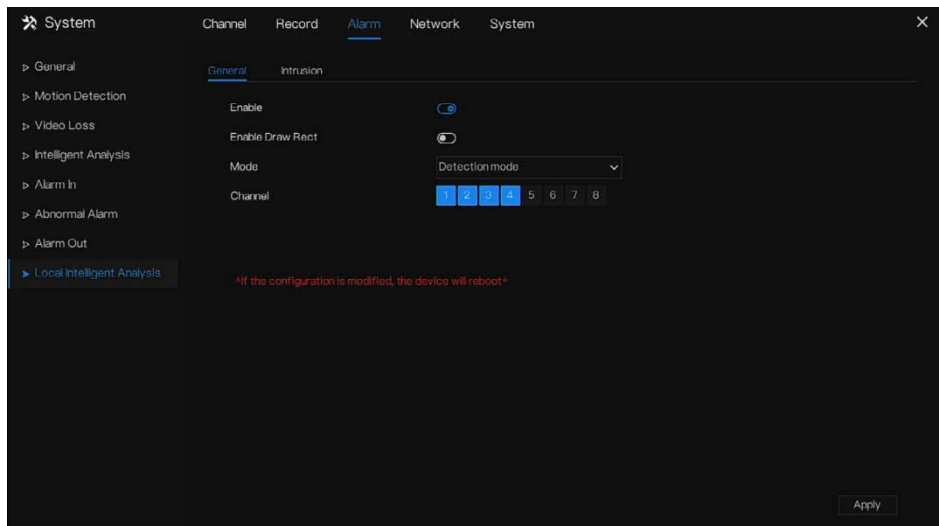 System
Channel Record Alarm Network System
General
Motion Detection
Video Loss
Intelligent Analysis
Alarm In
Abnormal Alarm
Alarm Out
Local Intelligent Analysis
General Intrusion
Enable
Enable Draw Rect
Mode Detection mode
Channel 1 2 3 4 5 6 7 8
*If the configuration is modified, the device will reboot*
Apply